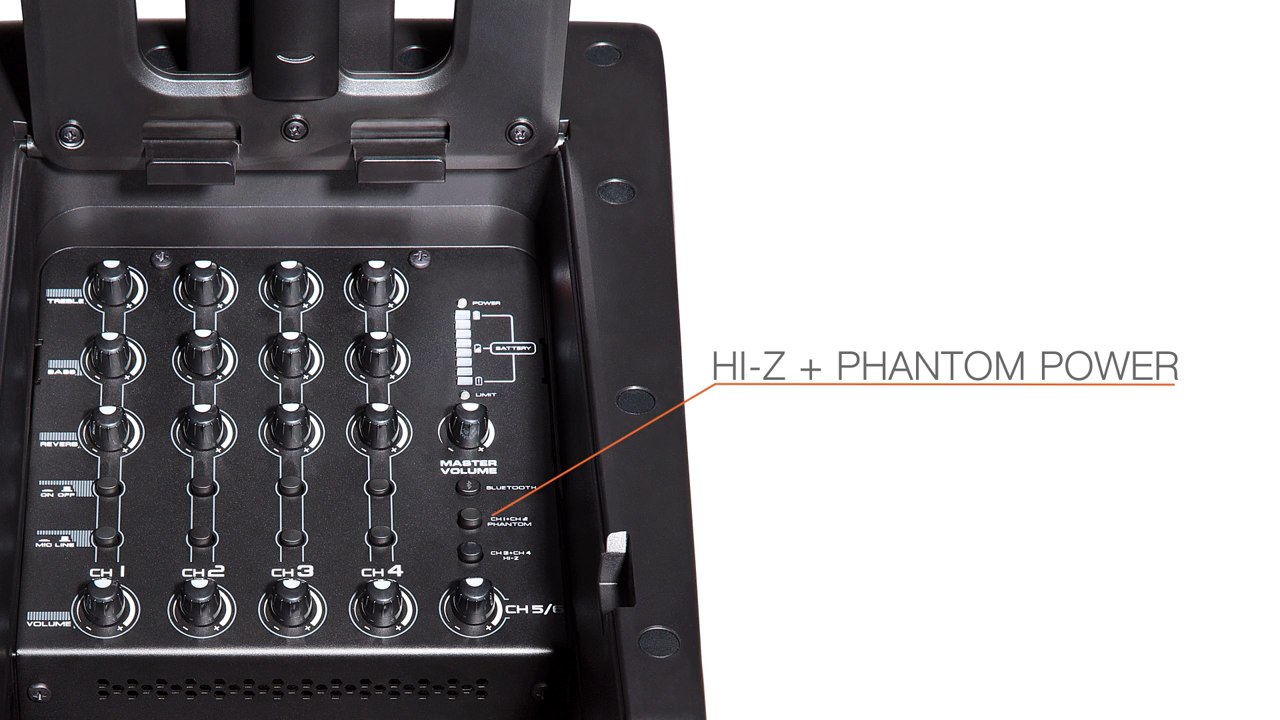 TREBLE
BASS
REVERB
ON OFF
MIC LINE
CH 1
CH 2
CH 3
CH 4
VOLUME
POWER
BATTERY
LIMIT
MASTER
VOLUME
BLUETOOTH
CH 1+CH 2
PHANTOM
CH 3+CH 4
HI-Z
CH 5/6
HI-Z + PHANTOM POWER